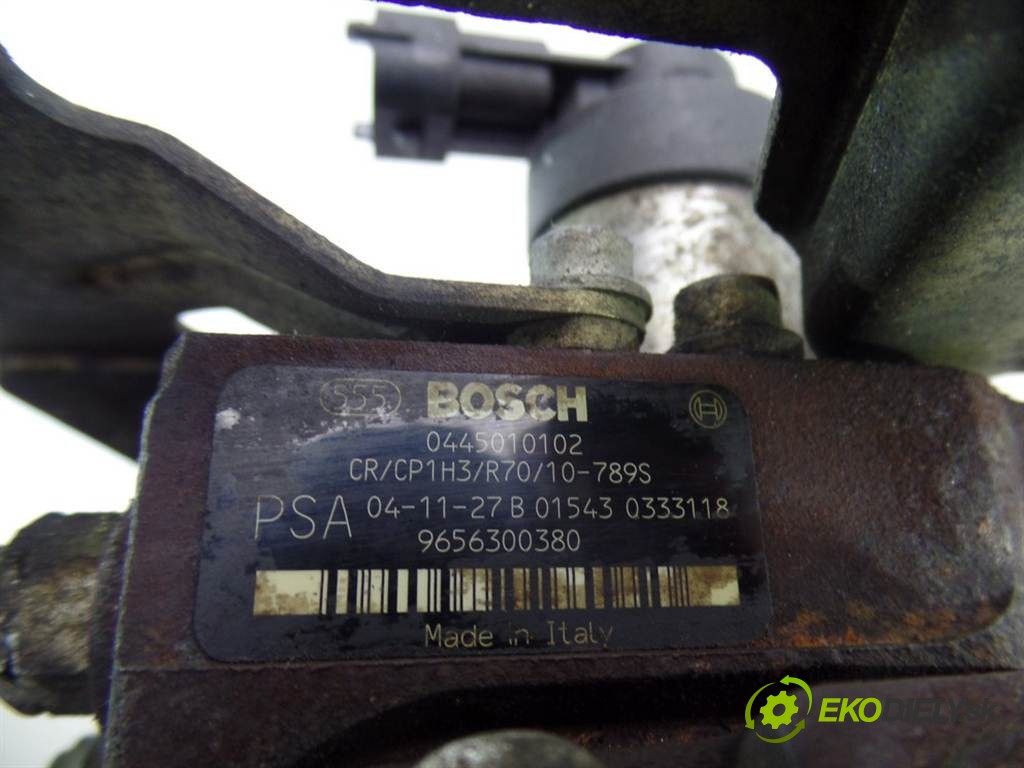 555 BOSCH
0445010102
CR/CP1H3/R70/10-789S
PSA 04-11-27 B 01543 0333118
9656300380
Made in Italy
EKODIELY.SK